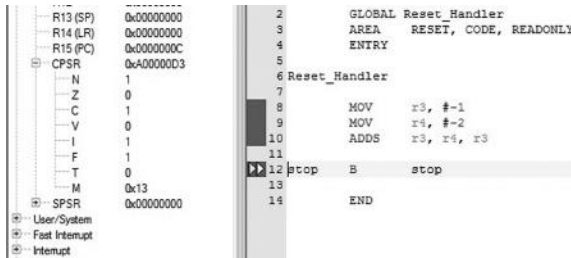 R13 (SP) 0x00000000
R14 (LR) 0x00000000
R15 (PC) 0x0000000C
CPSR 0xA00000D3
N 1
Z 0
C 1
V 0
I 1
F 1
T 0
M 0x13
SPSR 0x00000000
User/System
Fast Interrupt
Interrupt
2 GLOBAL Reset_Handler
3 AREA RESET, CODE, READONLY
4 ENTRY
5
6 Reset_Handler
7
8 MOV r3, #-1
9 MOV r4, #-2
10 ADDS r3, r4, r3
11
12 stop B stop
13
14 END